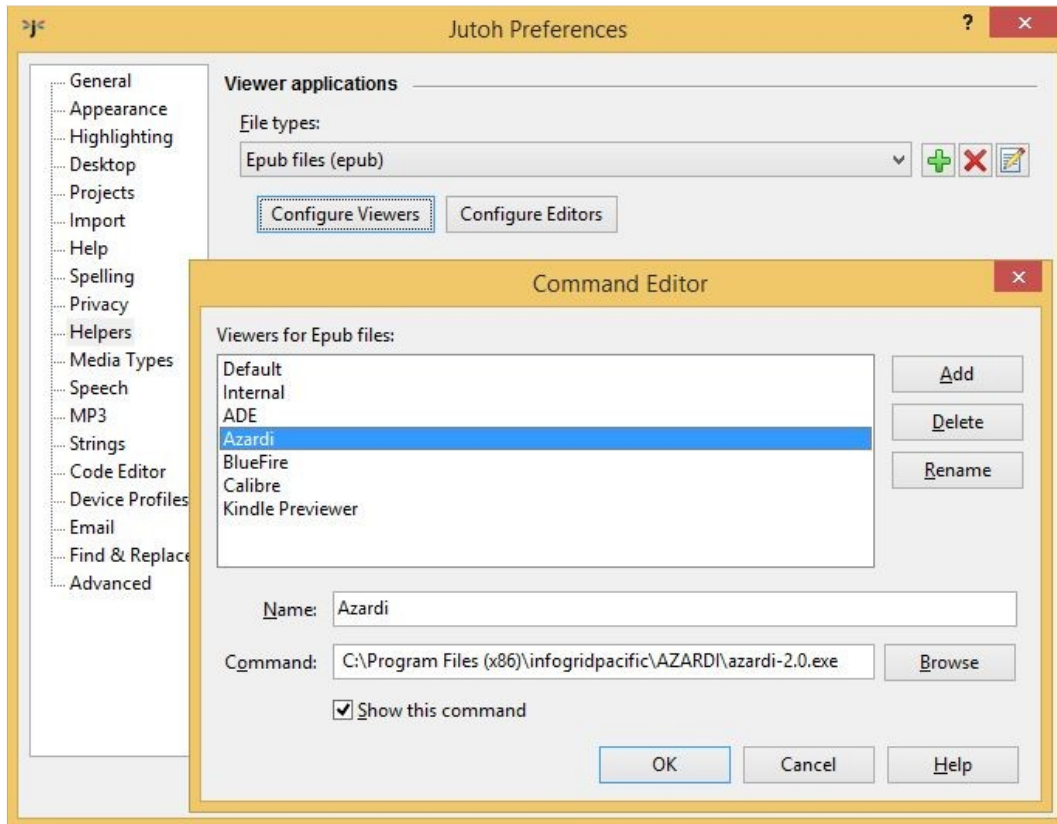 Jutoh Preferences
?
General
Appearance
Highlighting
Desktop
Projects
Import
Help
Spelling
Privacy
Helpers
Media Types
Speech
MP3
Strings
Code Editor
Device Profiles
Email
Find & Replace
Advanced
Viewer applications
File types:
Epub files (epub)
Configure Viewers Configure Editors
Command Editor
Viewers for Epub files:
Default
Internal
ADE
Azardi
BlueFire
Calibre
Kindle Previewer
Add
Delete
Rename
Name: Azardi
Command: C:\Program Files (x86)\infogridpacific\AZARDI\azardi-2.0.exe Browse
Show this command
OK Cancel Help